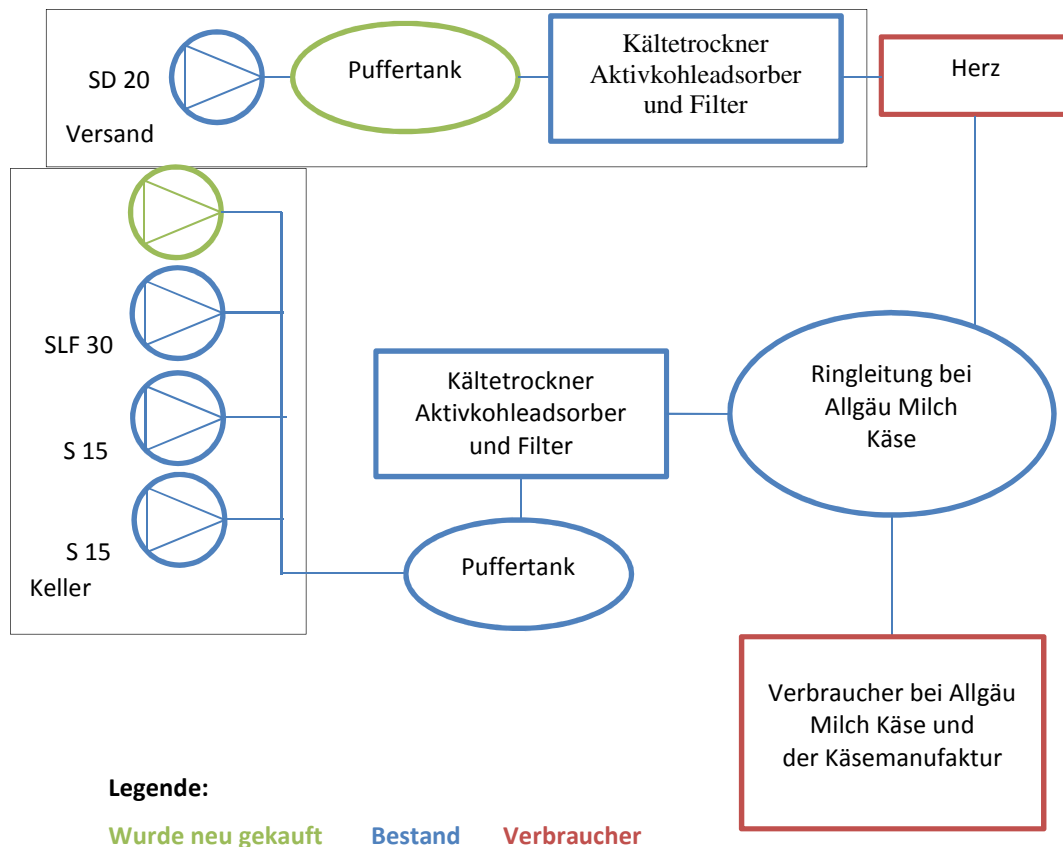 SD 20
Versand
Puffertank
Kältetrockner
Aktivkohleadsorber
und Filter
Herz
SLF 30
S 15
S 15
Keller
Kältetrockner
Aktivkohleadsorber
und Filter
Puffertank
Ringleitung bei
Allgäu Milch
Käse
Verbraucher bei Allgäu
Milch Käse und
der Käsemanufaktur
Legende:
Wurde neu gekauft Bestand Verbraucher